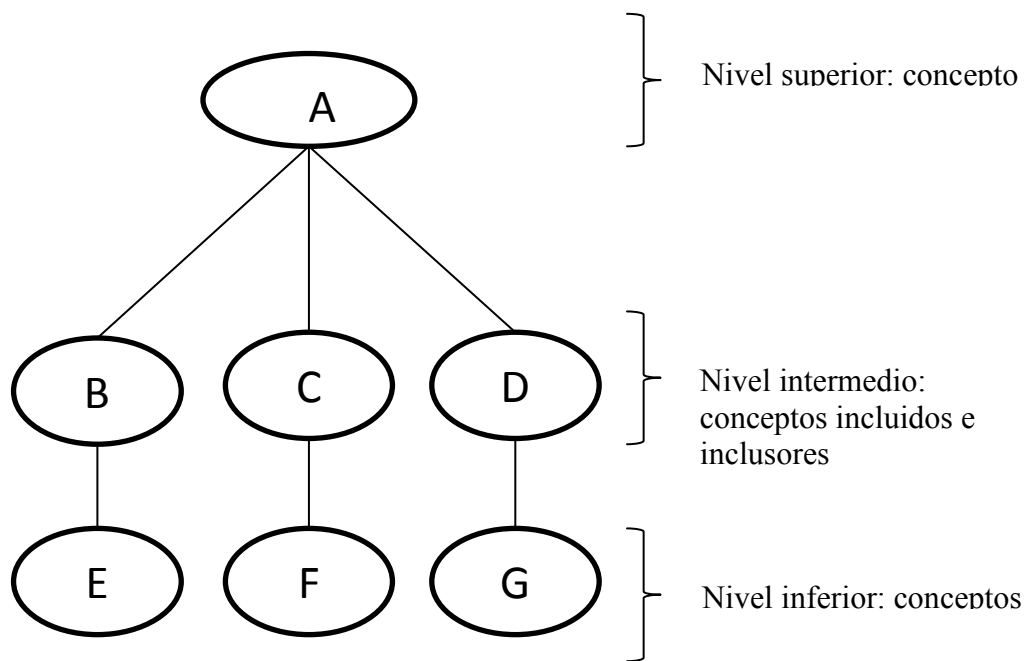 A
Nivel superior: concepto
B
C
D
Nivel intermedio:
conceptos incluidos e
inclusores
E
F
G
Nivel inferior: conceptos